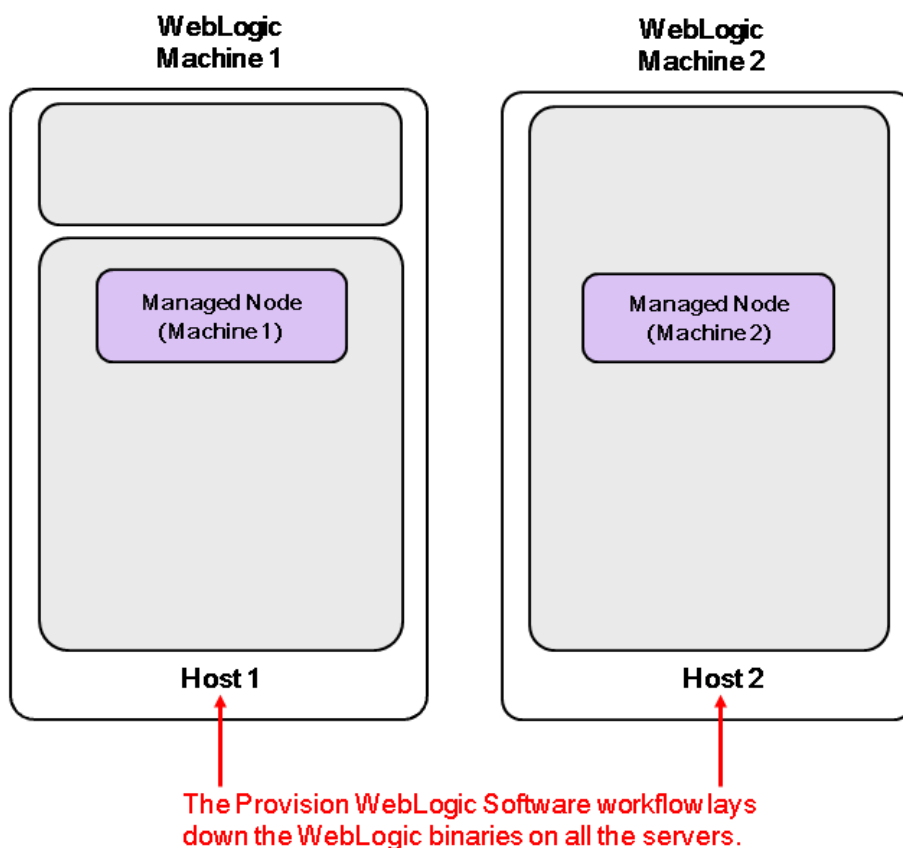 WebLogic
Machine 1
WebLogic
Machine 2
Managed Node
(Machine 1)
Managed Node
(Machine 2)
Host 1
Host 2
The Provision WebLogic Software workflow lays
down the WebLogic binaries on all the servers.